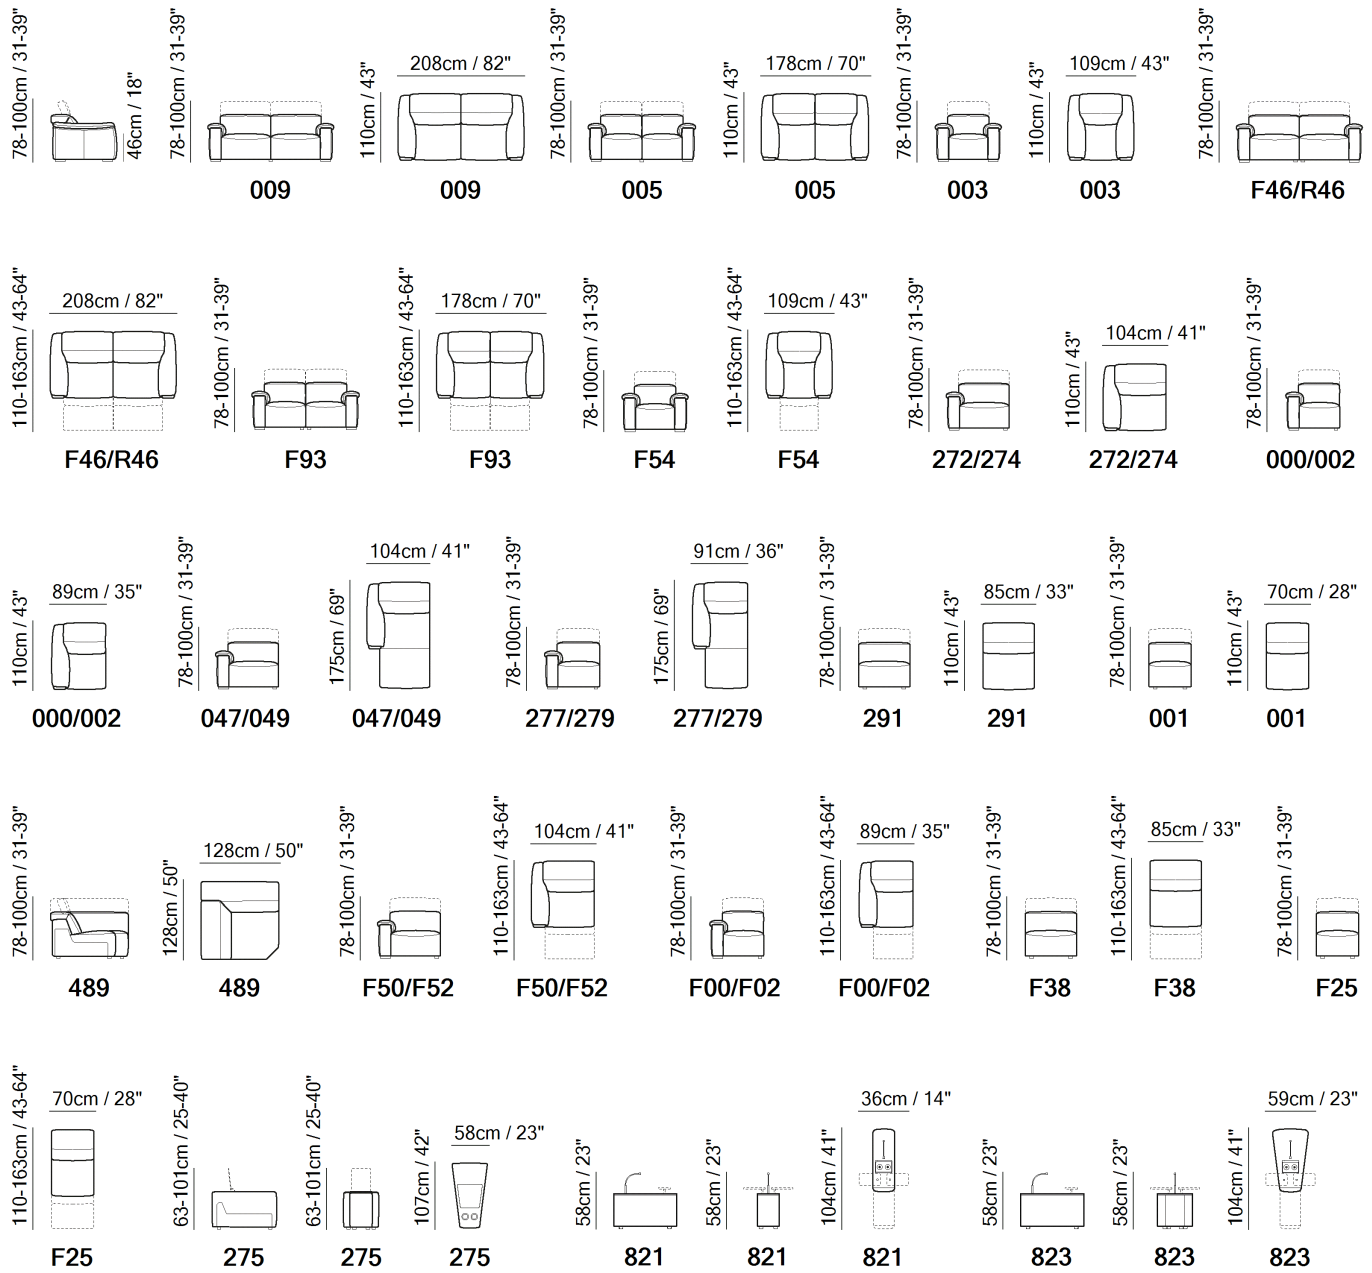 78-100cm / 31-39"
46cm / 18"
78-100cm / 31-39"
009
110cm / 43"
208cm / 82"
009
78-100cm / 31-39"
005
110cm / 43"
178cm / 70"
005
78-100cm / 31-39"
003
110cm / 43"
109cm / 43"
003
78-100cm / 31-39"
F46/R46
110-163cm / 43-64"
208cm / 82"
F46/R46
78-100cm / 31-39"
F93
110-163cm / 43-64"
178cm / 70"
F93
78-100cm / 31-39"
F54
110-163cm / 43-64"
109cm / 43"
F54
78-100cm / 31-39"
272/274
110cm / 43"
104cm / 41"
272/274
78-100cm / 31-39"
000/002
110cm / 43"
89cm / 35"
000/002
78-100cm / 31-39"
047/049
175cm / 69"
104cm / 41"
047/049
78-100cm / 31-39"
277/279
175cm / 69"
91cm / 36"
277/279
78-100cm / 31-39"
291
110cm / 43"
85cm / 33"
291
78-100cm / 31-39"
001
110cm / 43"
70cm / 28"
001
78-100cm / 31-39"
489
128cm / 50"
128cm / 50"
489
78-100cm / 31-39"
F50/F52
110-163cm / 43-64"
104cm / 41"
F50/F52
78-100cm / 31-39"
F00/F02
110-163cm / 43-64"
89cm / 35"
F00/F02
78-100cm / 31-39"
F38
110-163cm / 43-64"
85cm / 33"
F38
78-100cm / 31-39"
F25
110-163cm / 43-64"
70cm / 28"
F25
63-101cm / 25-40"
275
63-101cm / 25-40"
275
107cm / 42"
58cm / 23"
275
58cm / 23"
821
58cm / 23"
821
104cm / 41"
36cm / 14"
821
58cm / 23"
823
58cm / 23"
823
104cm / 41"
59cm / 23"
823